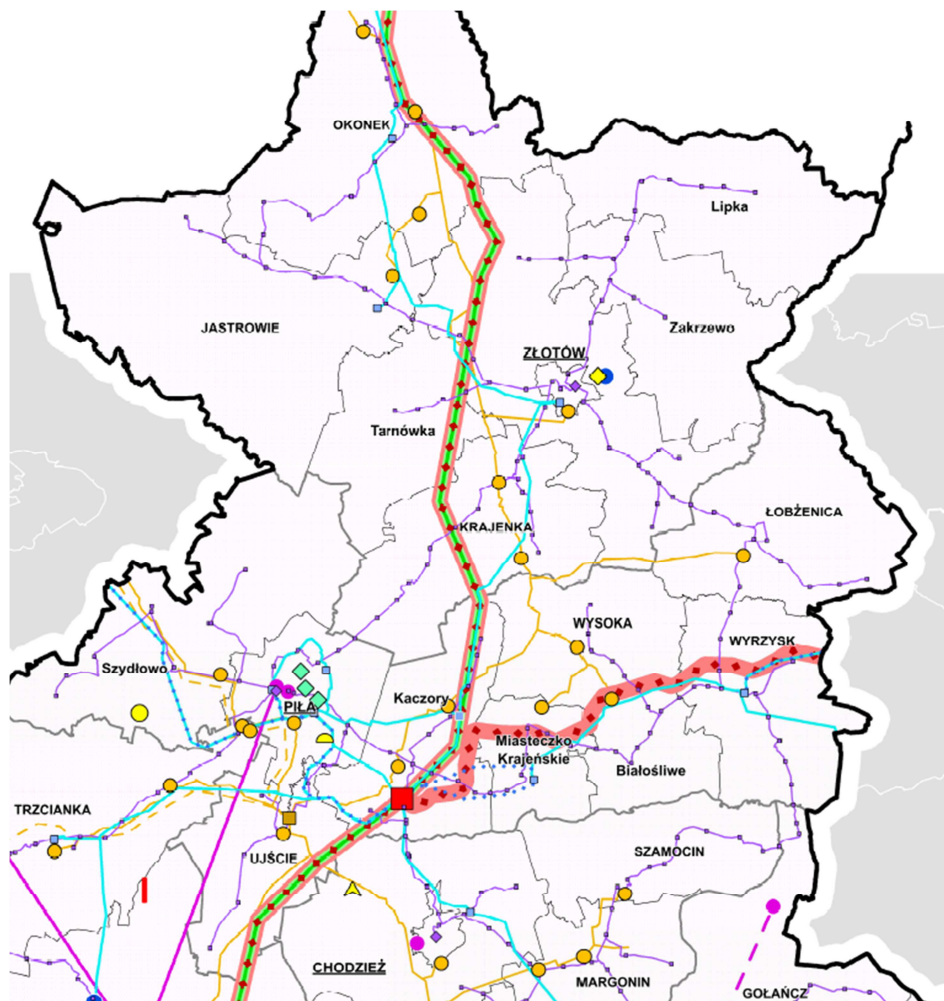 OKONEK
Lipka
JASTROWIE
Zakrzewo
ZŁOTÓW
Tarnówka
ŁOBŻENICA
KRAJENKA
WYSOKA
WYRZYSK
Szydłowo
Kaczory
PIŁA
Miasteczko
Krajeńskie
Białośliwe
TRZCIANKA
SZAMOCIN
UJŚCIE
CHODZIEŻ
MARGONIN
GOŁAŃCZ